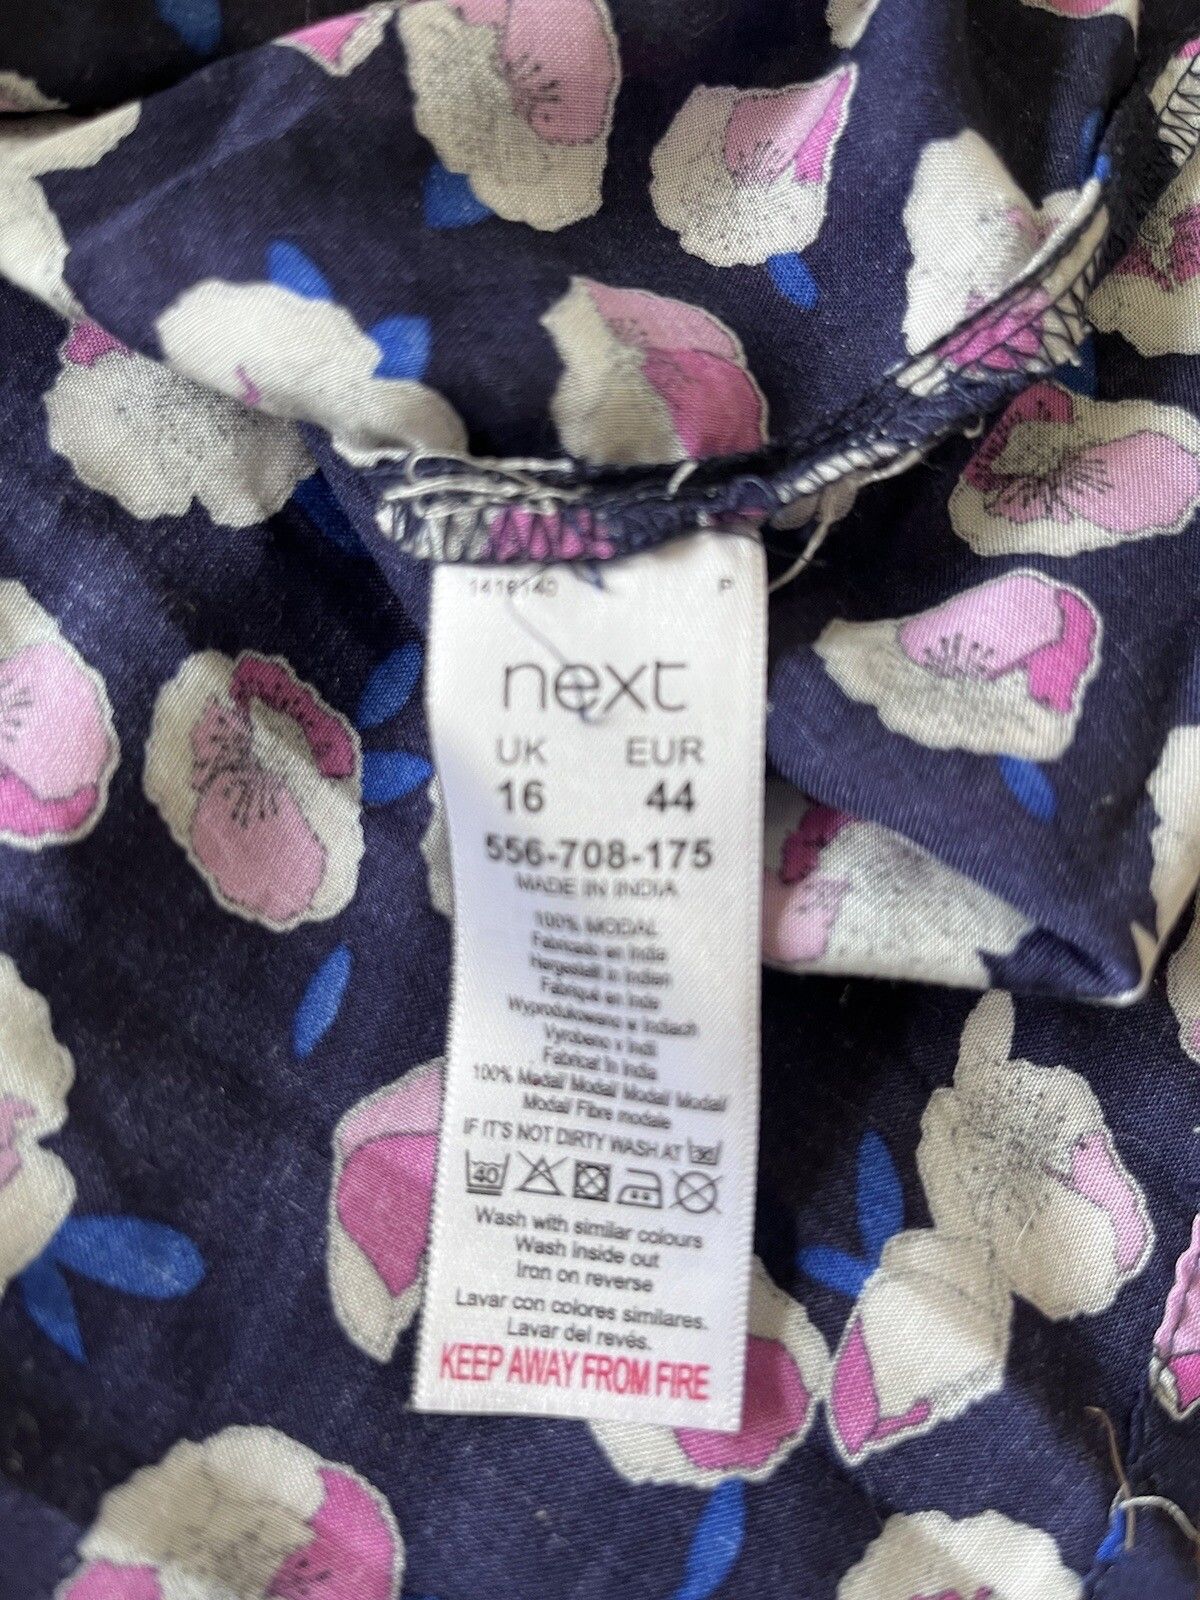 1416140 P
next
UK EUR
16 44
556-708-175
MADE IN INDIA
100% MODAL
Fabricado en India
Hergestellt in Indien
Fabriqué en Inde
Wyprodukowano w Indiach
Vyrobeno v Indii
Fabricat în India
100% Modal/ Modal/ Modal/ Modal/
Modal/ Fibre modale
IF IT'S NOT DIRTY WASH AT 30
40
Wash with similar colours
Wash inside out
Iron on reverse
Lavar con colores similares.
Lavar del revés.
KEEP AWAY FROM FIRE